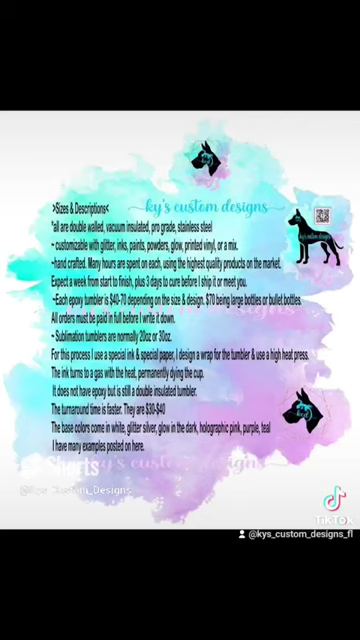 ky's custom designs
>Sizes & Descriptions<
*all are double walled, vacuum insulated, pro grade, stainless steel
~ customizable with glitter, inks, paints, powders, glow, printed vinyl, or a mix.
~hand crafted. Many hours are spent on each, using the highest quality products on the market.
Expect a week from start to finish, plus 3 days to cure before I ship it or meet you.
~Each epoxy tumbler is $40-70 depending on the size & design. $70 being large bottles or bullet bottles.
All orders must be paid in full before I write it down.
~ Sublimation tumblers are normally 20oz or 30oz.
For this process I use a special ink & special paper, I design a wrap for the tumbler & use a high heat press.
The ink turns to a gas with the heat, permanently dying the cup.
It does not have epoxy but is still a double insulated tumbler.
The turnaround time is faster. They are $30-$40
The base colors come in white, glitter silver, glow in the dark, holographic pink, purple, teal
I have many examples posted on here.
Shorts
ky's custom designs
@Kys_Custom_Designs
TikTok
@kys_custom_designs_fl